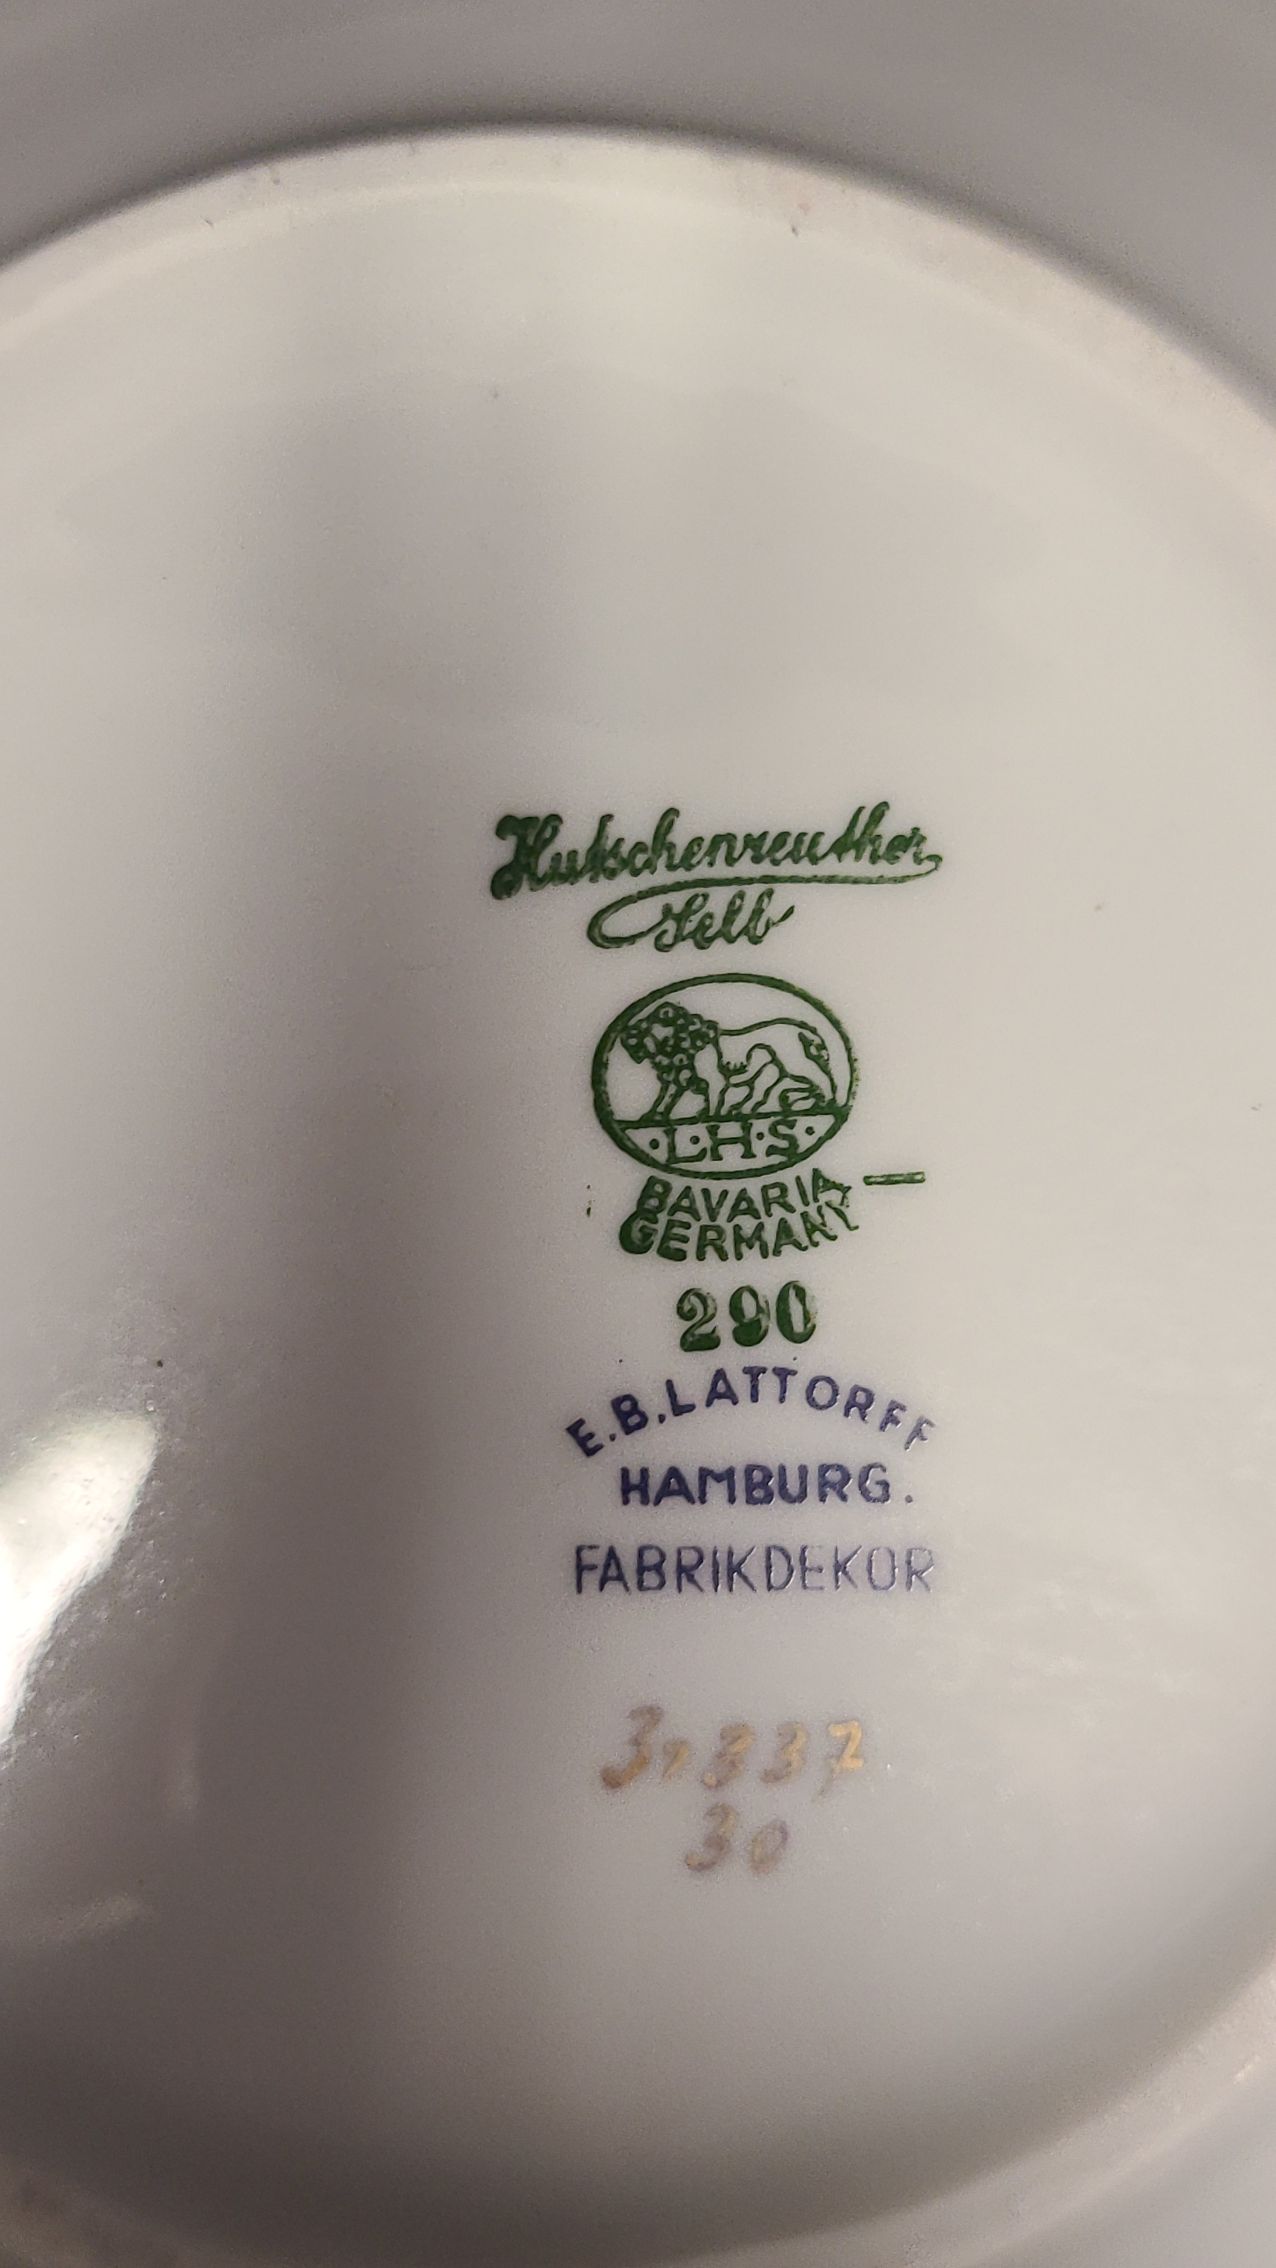 Hutschenreuther
Selb
·L·H·S·
BAVARIA
GERMANY
290
E.B.LATTORFF
HAMBURG.
FABRIKDEKOR
30